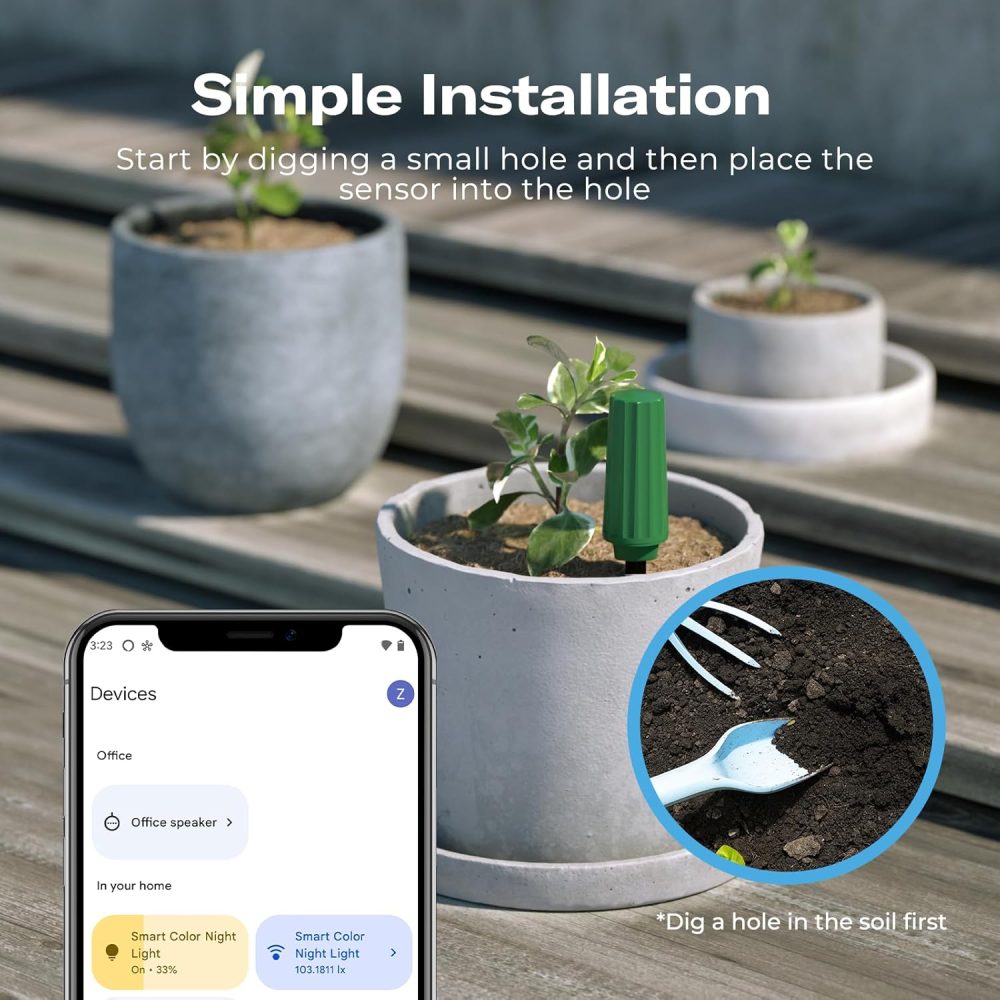 Simple Installation
Start by digging a small hole and then place the
sensor into the hole
3:23
Devices
Z
Office
Office speaker
In your home
Smart Color Night
Light
On • 33%
Smart Color
Night Light
103.1811 lx
*Dig a hole in the soil first